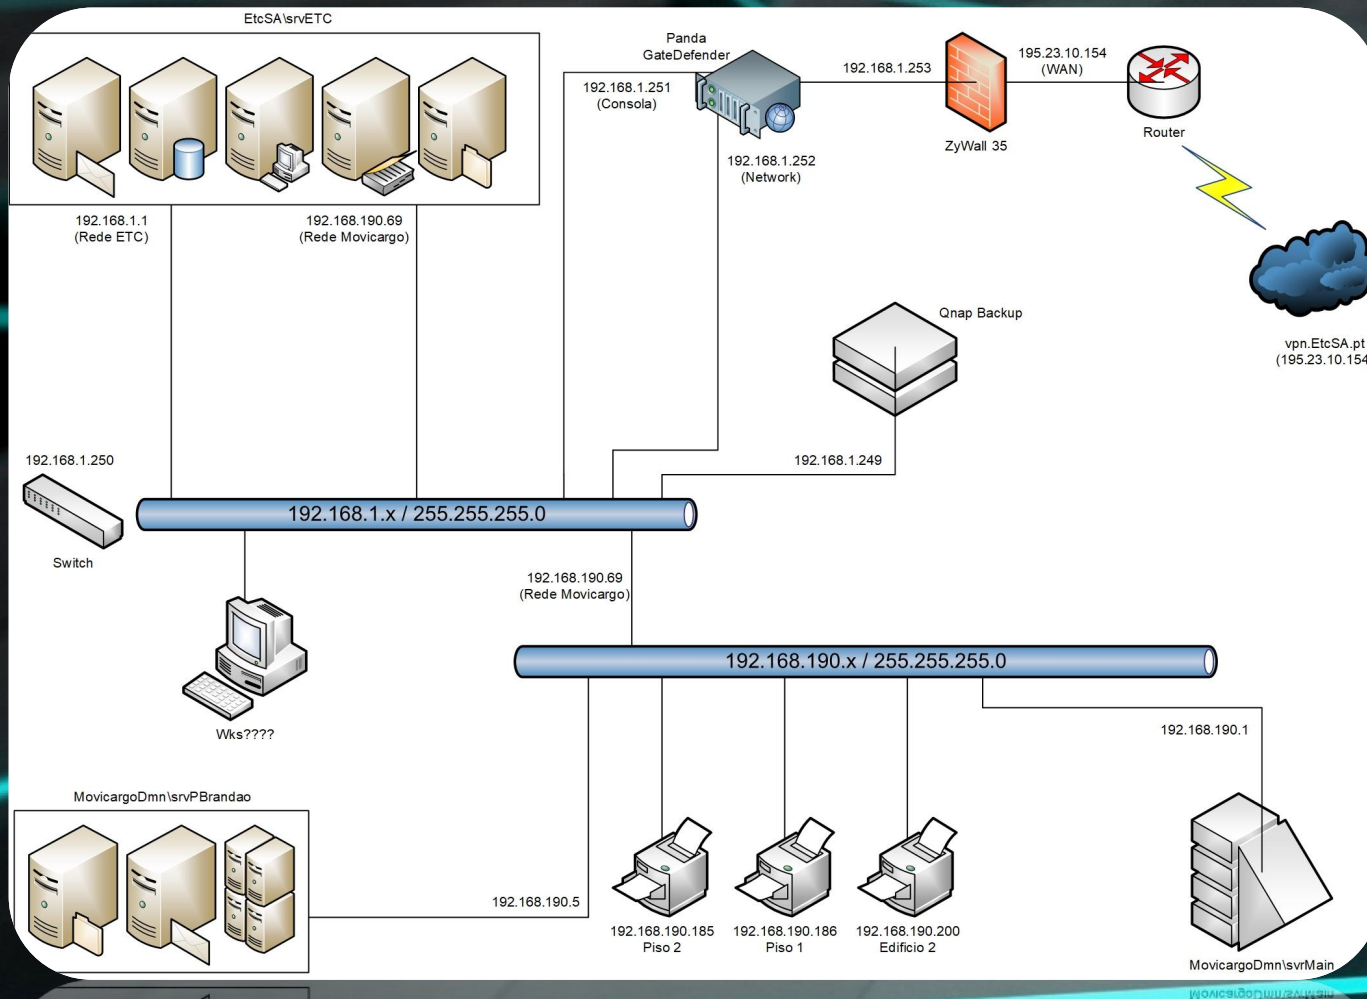 EtcSA\srvETC
Panda
GateDefender
192.168.1.251
(Consola)
192.168.1.253
195.23.10.154
(WAN)
ZyWall 35
Router
192.168.1.252
(Network)
192.168.1.1
(Rede ETC)
192.168.190.69
(Rede Movicargo)
vpn.EtcSA.pt
(195.23.10.154
Qnap Backup
192.168.1.249
192.168.1.250
Switch
192.168.1.x / 255.255.255.0
192.168.190.69
(Rede Movicargo)
Wks????
192.168.190.x / 255.255.255.0
192.168.190.1
MovicargoDmn\srvPBrandao
192.168.190.5
192.168.190.185
Piso 2
192.168.190.186
Piso 1
192.168.190.200
Edificio 2
MovicargoDmn\svrMain